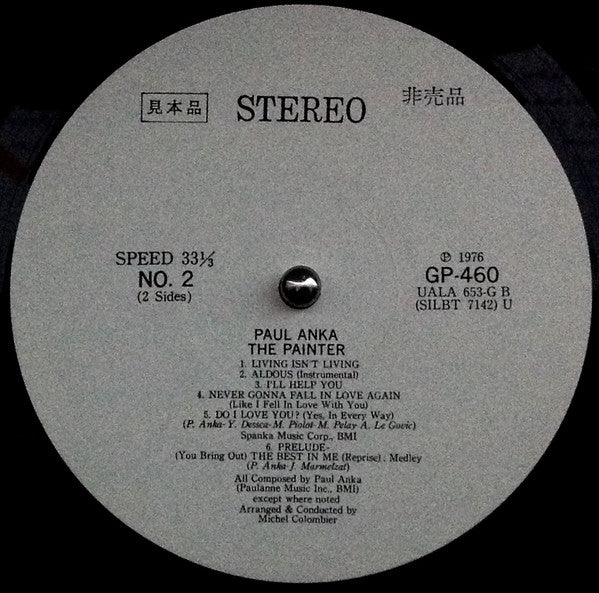 見本品
STEREO
非売品
SPEED 33⅓
NO. 2
(2 Sides)
℗ 1976
GP-460
UALA 653-G B
(SILBT 7142) U
PAUL ANKA
THE PAINTER
1. LIVING ISN'T LIVING
2. ALDOUS (Instrumental)
3. I'LL HELP YOU
4. NEVER GONNA FALL IN LOVE AGAIN
(Like I Fell In Love With You)
5. DO I LOVE YOU? (Yes, In Every Way)
(P. Anka-Y. Dessca-M. Piolot-M. Pelay-A. Le Govic)
Spanka Music Corp., BMI
6. PRELUDE-
(You Bring Out) THE BEST IN ME (Reprise). Medley
(P. Anka-J. Marmelzat)
All Composed by Paul Anka
(Paulanne Music Inc., BMI)
except where noted
Arranged & Conducted by
Michel Colombier